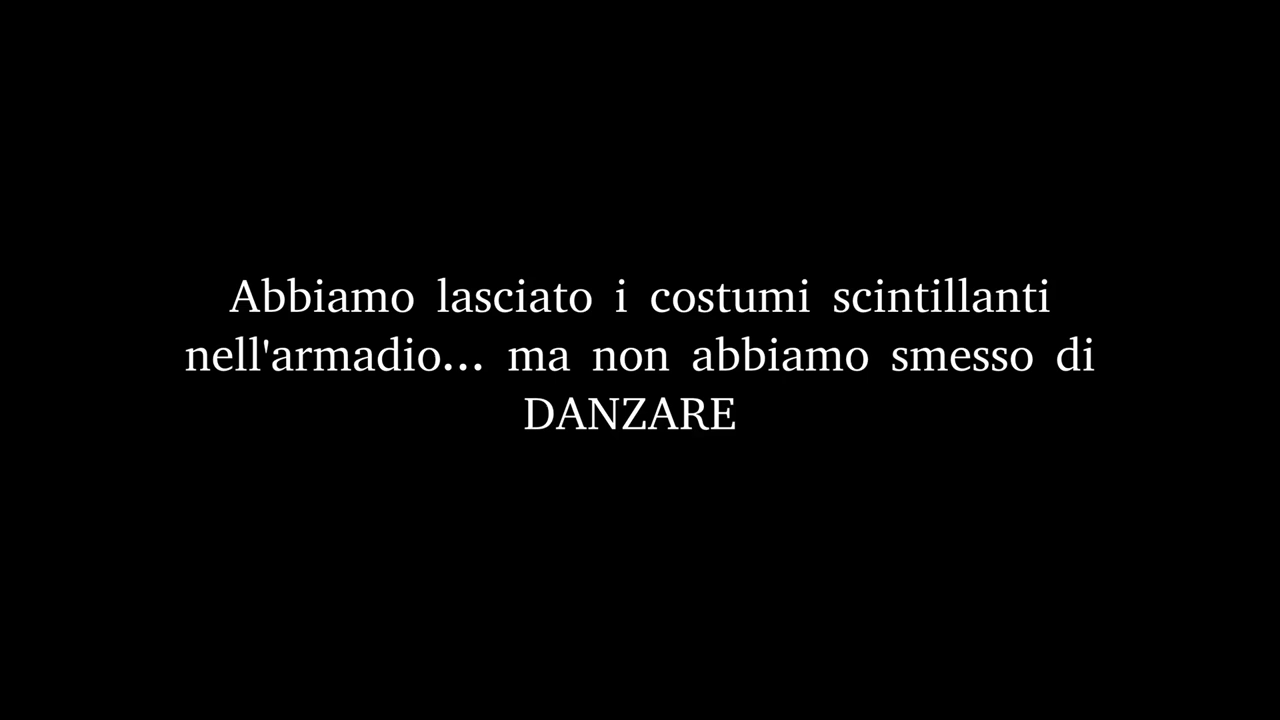 Abbiamo lasciato i costumi scintillanti
nell'armadio... ma non abbiamo smesso di
DANZARE